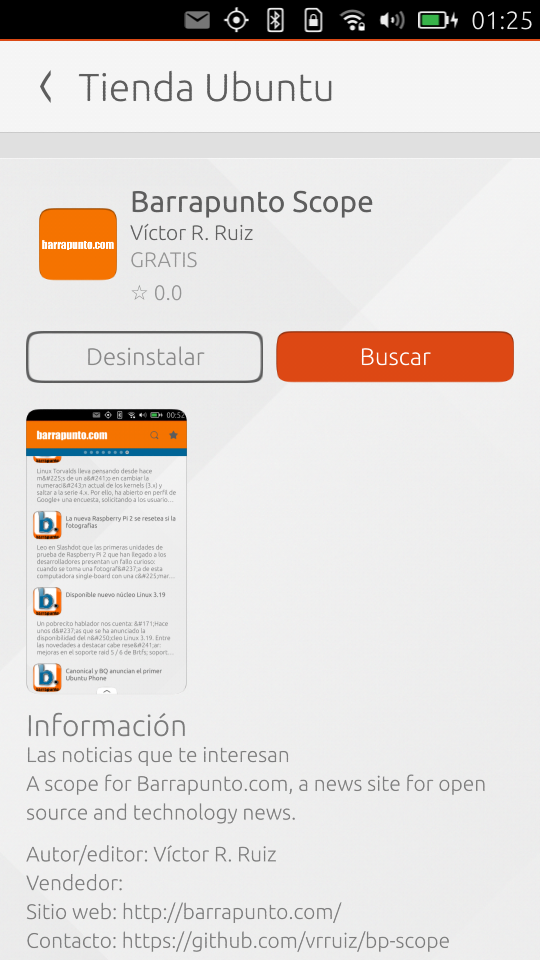 01:25
Tienda Ubuntu
barrapunto.com
Barrapunto Scope
Víctor R. Ruiz
GRATIS
☆ 0.0
Desinstalar
Buscar
00:52
barrapunto.com
Linux Torvalds lleva pensando desde hace
m&#225;s de un a&#241;o en cambiar la
numeraci&#243;n actual de los kernels (3.x) y
saltar a la serie 4.x. Por ello, ha abierto en perfil de
Google+ una encuesta, solicitando a los usuario...
b.
La nueva Raspberry Pi 2 se resetea si la
fotografías
Leo en Slashdot que las primeras unidades de
prueba de Raspberry Pi 2 que han llegado a los
desarrolladores presentan un fallo curioso:
cuando se toma una fotograf&#237;a de esta
computadora single-board con una c&#225;mar...
b.
Disponible nuevo núcleo Linux 3.19
Un pobrecito hablador nos cuenta: &#171;Hace
unos d&#237;as que se ha anunciado la
disponibilidad del n&#250;cleo Linux 3.19. Entre
las novedades a destacar cabe rese&#241;ar:
mejoras en el soporte raid 5 / 6 de Brtfs; soport...
b.
Canonical y BQ anuncian el primer
Ubuntu Phone
Información
Las noticias que te interesan
A scope for Barrapunto.com, a news site for open
source and technology news.
Autor/editor: Víctor R. Ruiz
Vendedor:
Sitio web: http://barrapunto.com/
Contacto: https://github.com/vrruiz/bp-scope